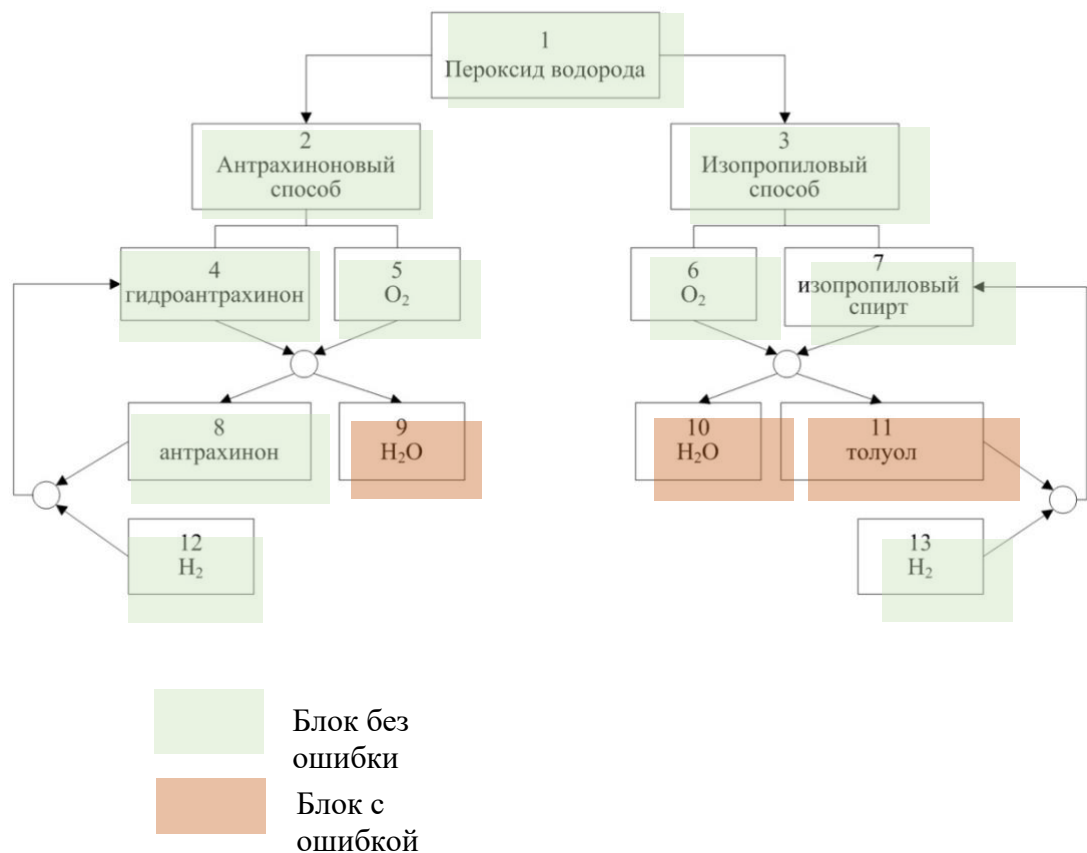 1
Пероксид водорода
2
Антрахиноновый
способ
3
Изопропиловый
способ
4
гидроантрахинон
5
O₂
6
O₂
7
изопропиловый
спирт
8
антрахинон
9
H₂O
10
H₂O
11
толуол
12
H₂
13
H₂
Блок без
ошибки
Блок с
ошибкой